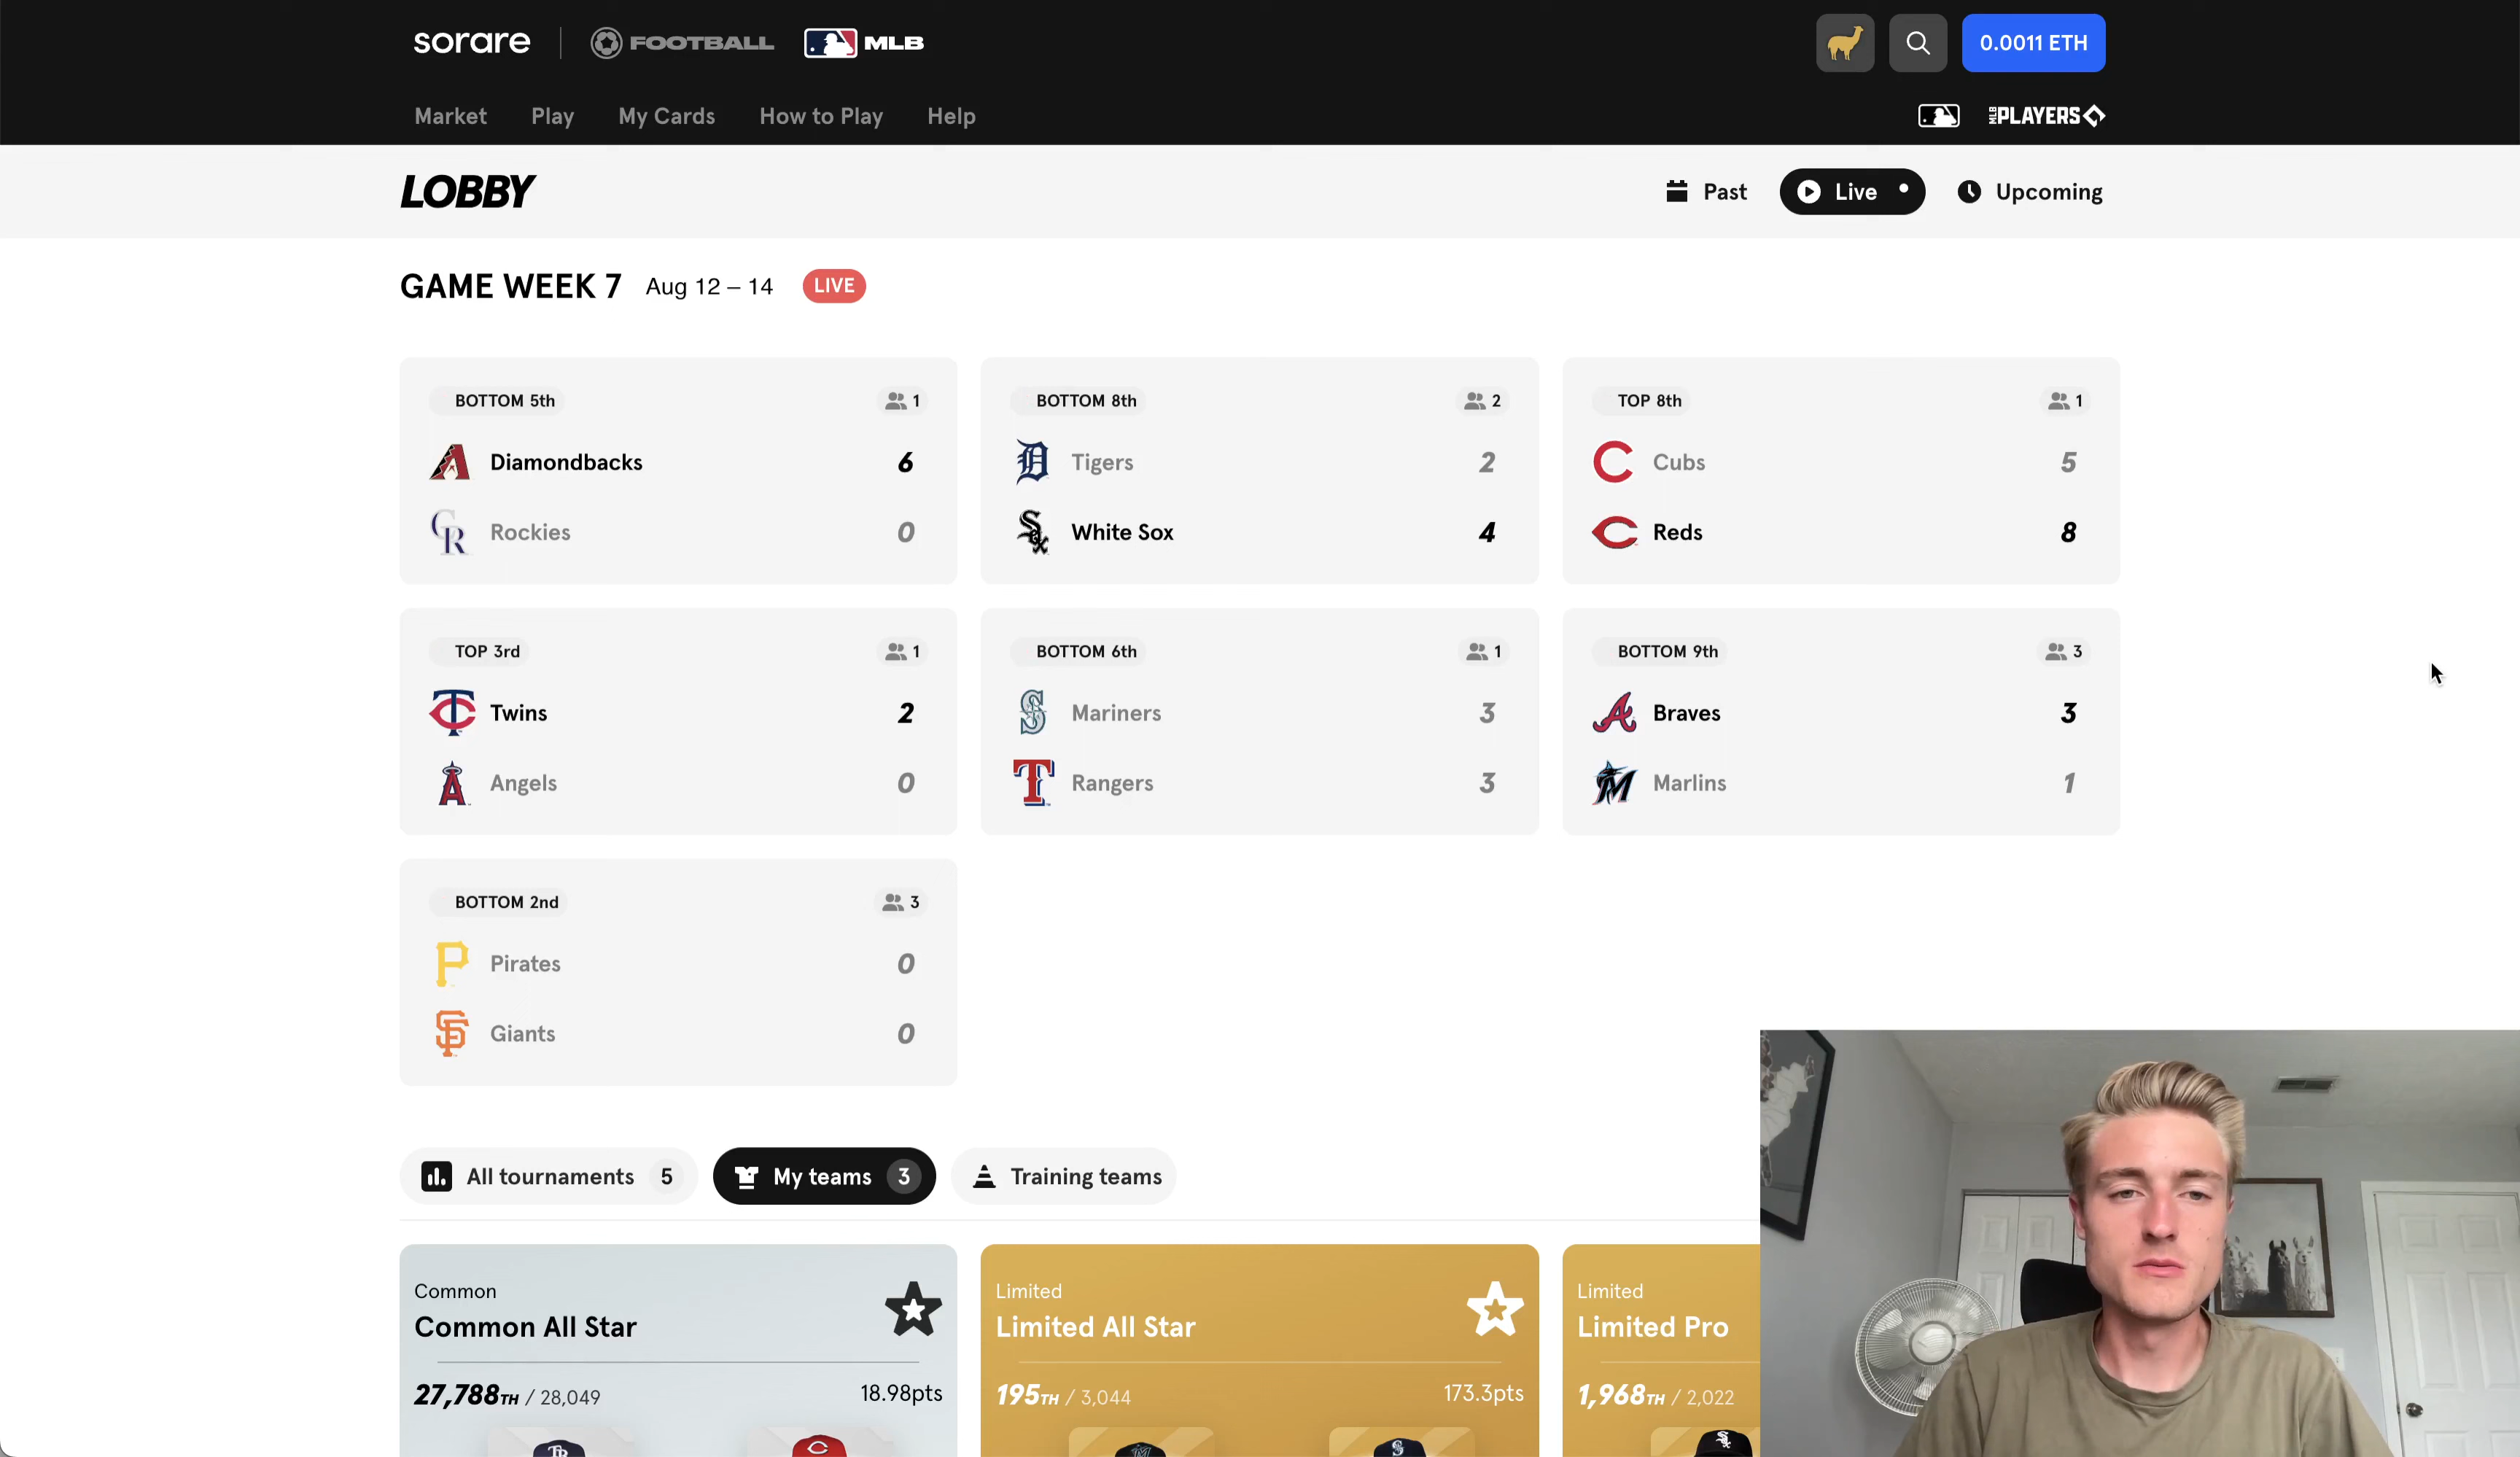 sorare FOOTBALL MLB 0.0011 ETH
Market Play My Cards How to Play Help MLB PLAYERS
LOBBY Past Live Upcoming
GAME WEEK 7 Aug 12 – 14 LIVE
BOTTOM 5th 1
Diamondbacks 6
Rockies 0
BOTTOM 8th 2
Tigers 2
White Sox 4
TOP 8th 1
Cubs 5
Reds 8
TOP 3rd 1
Twins 2
Angels 0
BOTTOM 6th 1
Mariners 3
Rangers 3
BOTTOM 9th 3
Braves 3
Marlins 1
BOTTOM 2nd 3
Pirates 0
Giants 0
All tournaments 5 My teams 3 Training teams
Common
Common All Star
27,788TH / 28,049 18.98pts
Limited
Limited All Star
195TH / 3,044 173.3pts
Limited
Limited Pro
1,968TH / 2,022